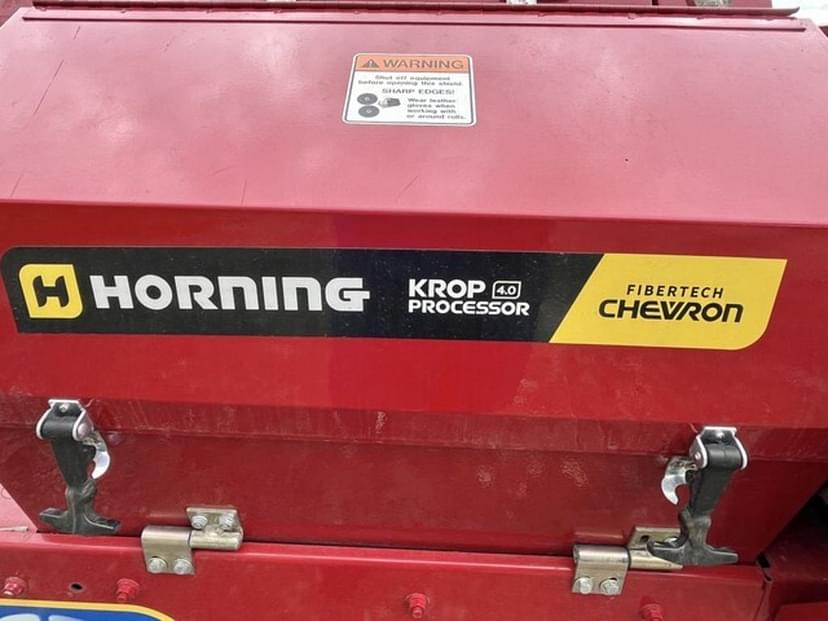 WARNING
Shut off equipment
before opening this shield.
SHARP EDGES!
Wear leather
gloves when
working with
or around rolls.
H HORNING
KROP 4.0
PROCESSOR
FIBERTECH
CHEVRON